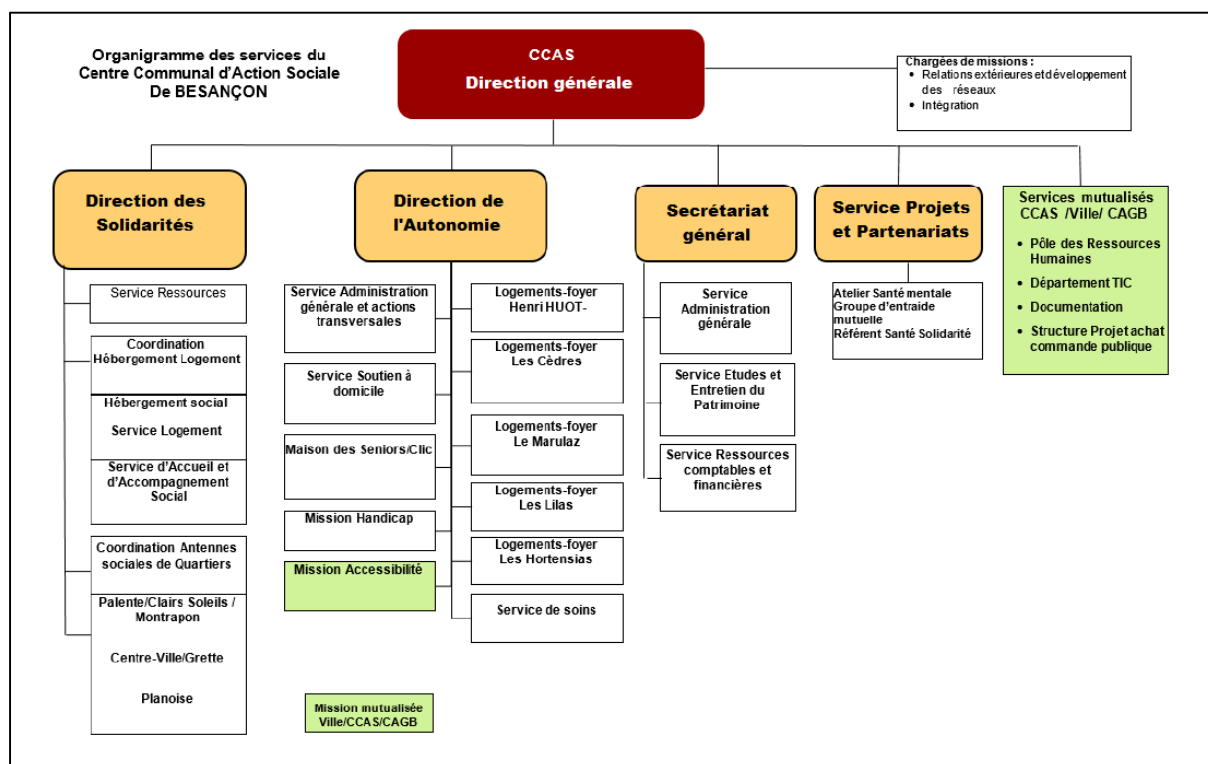 Organigramme des services du
Centre Communal d'Action Sociale
De BESANÇON
CCAS
Direction générale
Chargées de missions :
• Relations extérieures et développement
des réseaux
• Intégration
Direction des
Solidarités
Service Ressources
Coordination
Hébergement Logement
Hébergement social
Service Logement
Service d'Accueil et
d'Accompagnement
Social
Coordination Antennes
sociales de Quartiers
Palente/Clairs Soleils /
Montrapon
Centre-Ville/Grette
Planoise
Direction de
l'Autonomie
Service Administration
générale et actions
transversales
Service Soutien à
domicile
Maison des Seniors/Clic
Mission Handicap
Mission Accessibilité
Logements-foyer
Henri HUOT-
Logements-foyer
Les Cèdres
Logements-foyer
Le Marulaz
Logements-foyer
Les Lilas
Logements-foyer
Les Hortensias
Service de soins
Secrétariat
général
Service
Administration
générale
Service Etudes et
Entretien du
Patrimoine
Service Ressources
comptables et
financières
Service Projets
et Partenariats
Atelier Santé mentale
Groupe d'entraide
mutuelle
Référent Santé Solidarité
Services mutualisés
CCAS /Ville/ CAGB
• Pôle des Ressources
Humaines
• Département TIC
• Documentation
• Structure Projet achat
commande publique
Mission mutualisée
Ville/CCAS/CAGB